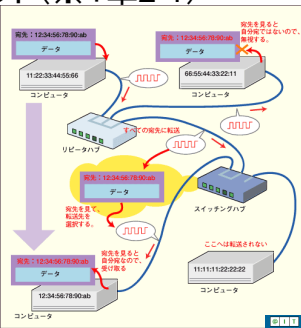 宛先：12:34:56:78:90:ab
データ
11:22:33:44:55:66
コンピュータ
宛先：12:34:56:78:90:ab
データ
宛先を見ると
自分宛ではないので、
無視する。
66:55:44:33:22:11
コンピュータ
すべての宛先に転送
リピータハブ
宛先：12:34:56:78:90:ab
データ
宛先を見て、
転送先を
選択する。
スイッチングハブ
宛先：12:34:56:78:90:ab
データ
宛先を見ると
自分宛なので、
受け取る
12:34:56:78:90:ab
コンピュータ
ここへは転送されない
11:11:11:22:22:22
コンピュータ
@IT